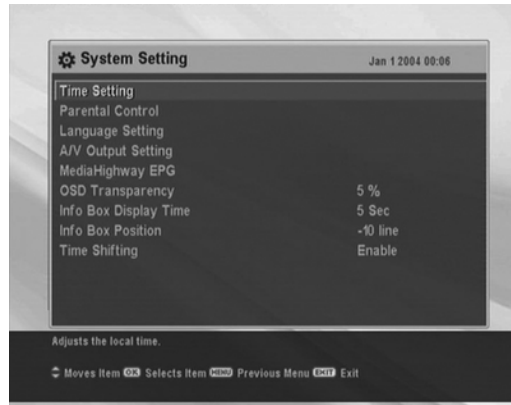 System Setting Jan 1 2004 00:06
Time Setting
Parental Control
Language Setting
A/V Output Setting
MediaHighway EPG
OSD Transparency 5 %
Info Box Display Time 5 Sec
Info Box Position -10 line
Time Shifting Enable
Adjusts the local time.
Moves Item OK Selects Item MENU Previous Menu EXIT Exit